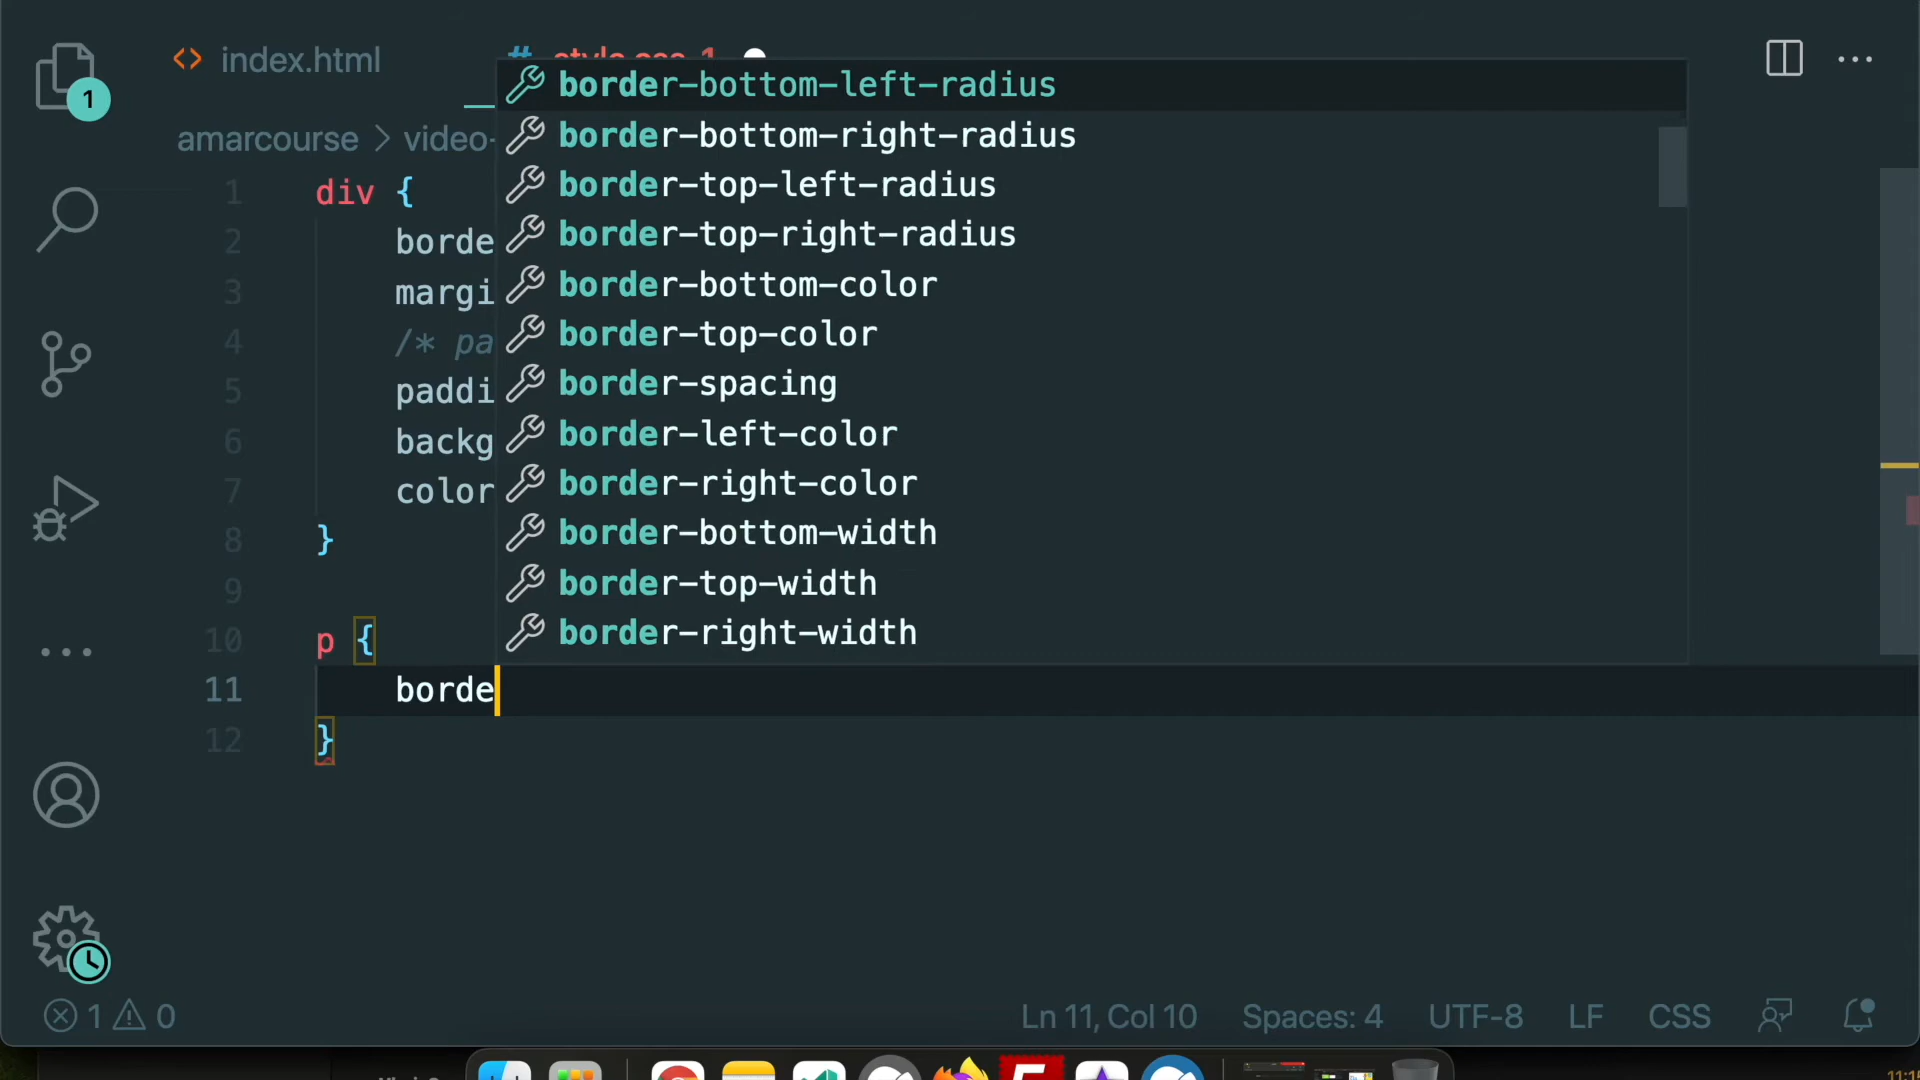 index.html
amarcourse > video-
1 div {
2 borde
3 margi
4 /* pa
5 paddi
6 backg
7 color
8 }
9
10 p {
11 borde
12 }
border-bottom-left-radius
border-bottom-right-radius
border-top-left-radius
border-top-right-radius
border-bottom-color
border-top-color
border-spacing
border-left-color
border-right-color
border-bottom-width
border-top-width
border-right-width
1
1 0
Ln 11, Col 10 Spaces: 4 UTF-8 LF CSS